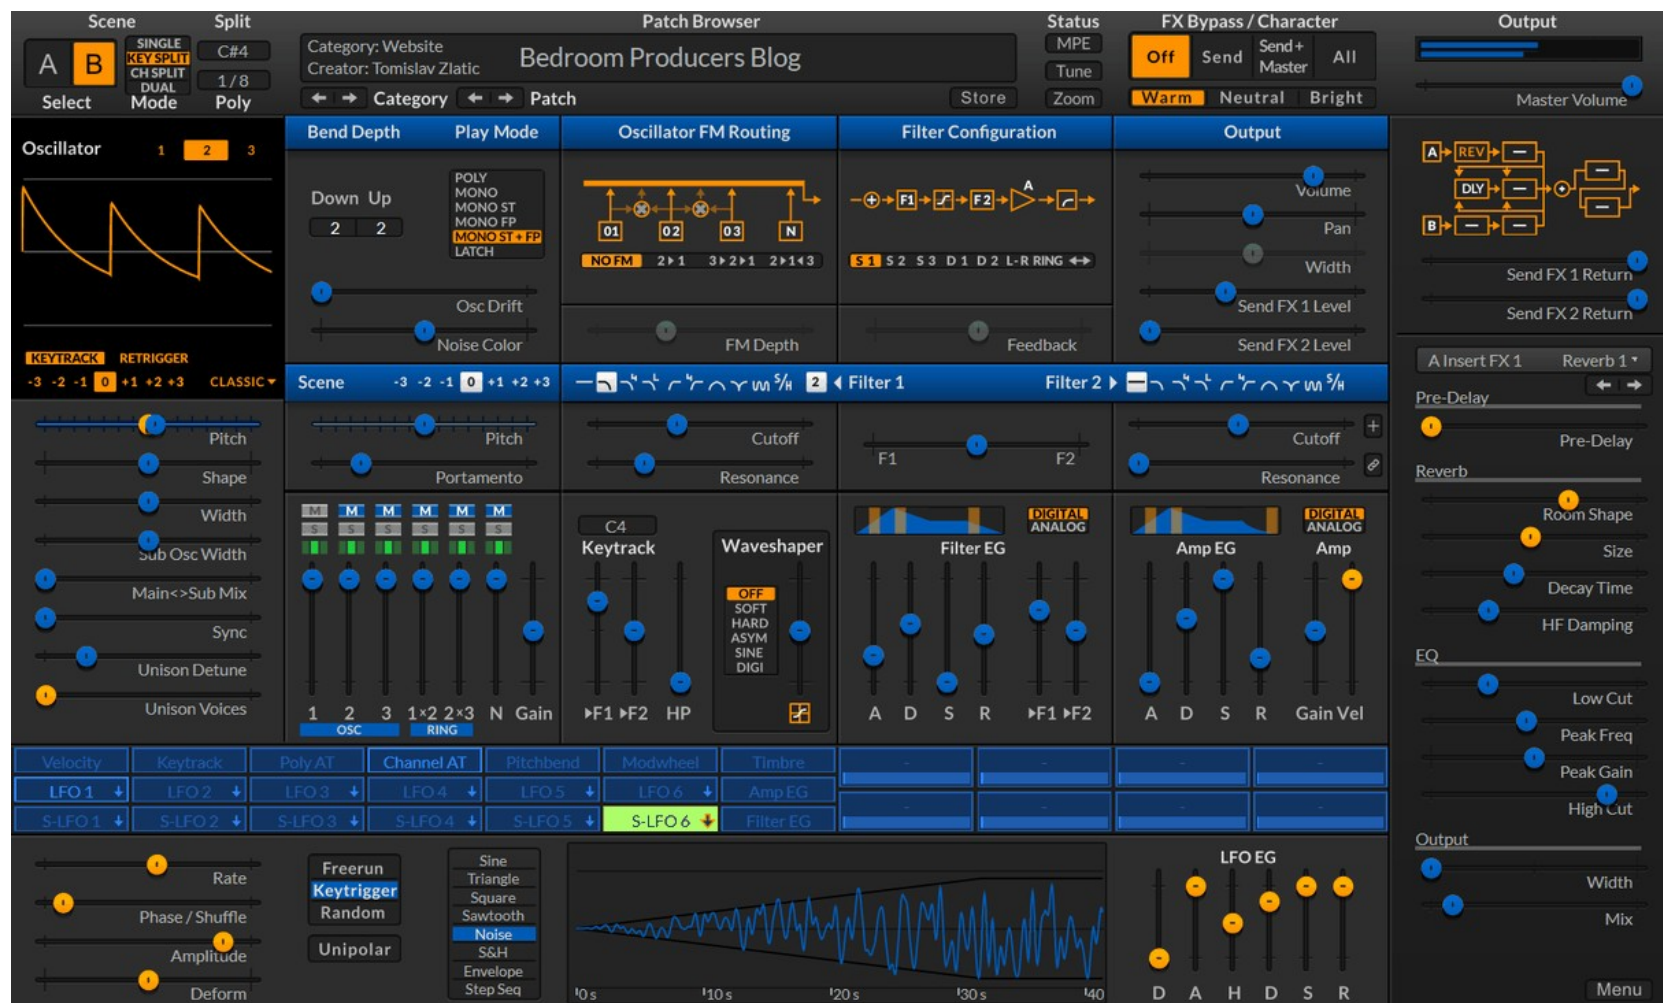 Scene Split
A B
SINGLE
KEY SPLIT
CH SPLIT
DUAL
C#4
1 / 8
Select Mode Poly
Patch Browser
Category: Website
Creator: Tomislav Zlatic
Bedroom Producers Blog
Category Patch
Store
Status
MPE
Tune
Zoom
FX Bypass / Character
Off Send Send + Master All
Warm Neutral Bright
Output
Master Volume
Oscillator 1 2 3
KEYTRACK RETRIGGER
-3 -2 -1 0 +1 +2 +3 CLASSIC
Pitch
Shape
Width
Sub Osc Width
Main<>Sub Mix
Sync
Unison Detune
Unison Voices
Bend Depth Play Mode
Down Up
2 2
POLY
MONO
MONO ST
MONO FP
MONO ST + FP
LATCH
Osc Drift
Noise Color
Oscillator FM Routing
O1 O2 O3 N
NO FM 2▸1 3▸2▸1 2▸1◂3
FM Depth
Filter Configuration
F1 F2 A
S 1 S 2 S 3 D 1 D 2 L-R RING
Feedback
Output
Volume
Pan
Width
Send FX 1 Level
Send FX 2 Level
A REV
DLY
B
Send FX 1 Return
Send FX 2 Return
Scene -3 -2 -1 0 +1 +2 +3
S/H 2 Filter 1
Filter 2 S/H
Pitch
Portamento
Cutoff
Resonance
F1 F2
Cutoff
Resonance
M M M M M M
S S S S S S
1 2 3 1×2 2×3 N Gain
OSC RING
C4
Keytrack
▸F1 ▸F2 HP
Waveshaper
OFF
SOFT
HARD
ASYM
SINE
DIGI
DIGITAL
ANALOG
Filter EG
A D S R ▸F1 ▸F2
DIGITAL
ANALOG
Amp EG Amp
A D S R Gain Vel
A Insert FX 1 Reverb 1
Pre-Delay
Pre-Delay
Reverb
Room Shape
Size
Decay Time
HF Damping
EQ
Low Cut
Peak Freq
Peak Gain
High Cut
Output
Width
Mix
Velocity Keytrack Poly AT Channel AT Pitchbend Modwheel Timbre - - - -
LFO 1 LFO 2 LFO 3 LFO 4 LFO 5 LFO 6 Amp EG
S-LFO 1 S-LFO 2 S-LFO 3 S-LFO 4 S-LFO 5 S-LFO 6 Filter EG - - - -
Rate
Phase / Shuffle
Amplitude
Deform
Freerun
Keytrigger
Random
Unipolar
Sine
Triangle
Square
Sawtooth
Noise
S&H
Envelope
Step Seq
0 s 10 s 20 s 30 s 40
LFO EG
D A H D S R
Menu